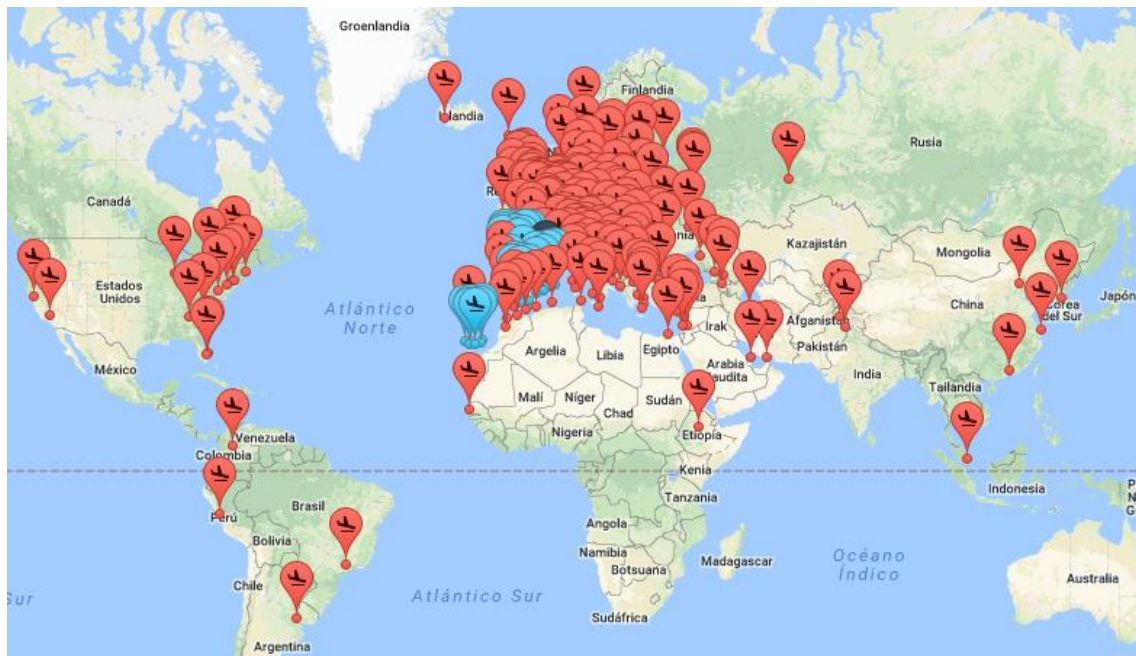 Groenlandia
Islandia
Finlandia
Rusia
Canadá
Kazajistán
Mongolia
Estados
Unidos
Atlántico
Norte
China
Corea
del Sur
Japón
Irak
Afganistán
Pakistán
Argelia
Libia
Egipto
Arabia
Saudita
India
México
Malí
Níger
Chad
Sudán
Tailandia
Nigeria
Etiopía
Venezuela
Colombia
Kenia
Indonesia
Tanzania
Perú
Brasil
Angola
Bolivia
Namibia
Botsuana
Madagascar
Océano
Índico
Australia
Chile
Sur
Atlántico Sur
Sudáfrica
Argentina